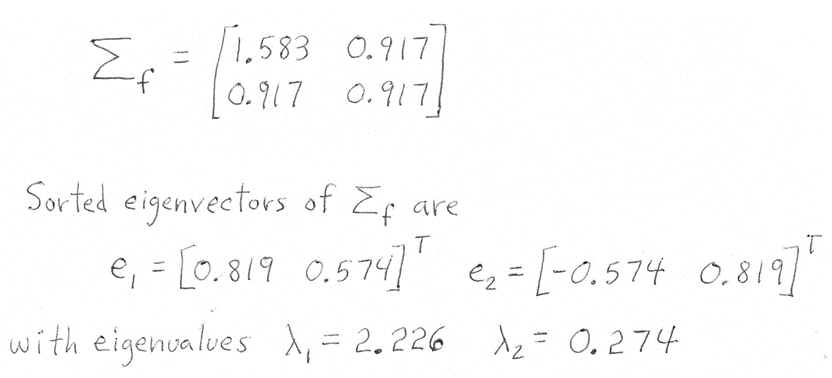 Σf = [1.583 0.917
0.917 0.917]
Sorted eigenvectors of Σf are
e1 = [0.819 0.574]^T e2 = [-0.574 0.819]^T
with eigenvalues λ1 = 2.226 λ2 = 0.274